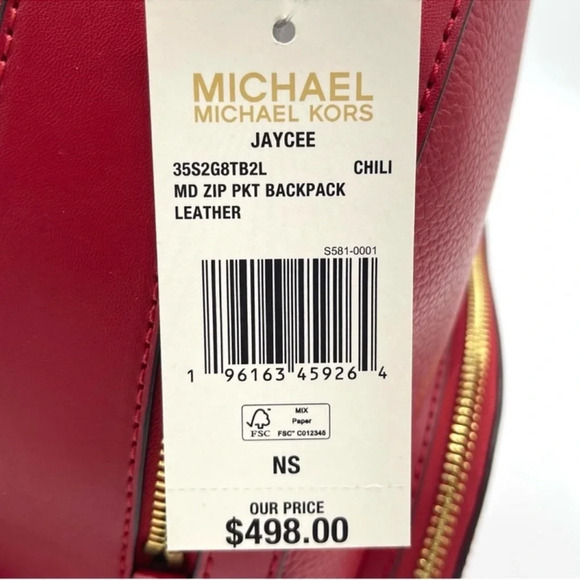 MICHAEL
MICHAEL KORS
JAYCEE
35S2G8TB2L CHILI
MD ZIP PKT BACKPACK
LEATHER
S581-0001
1 96163 45926 4
FSC
MIX
Paper
FSC® C012345
NS
OUR PRICE
$498.00